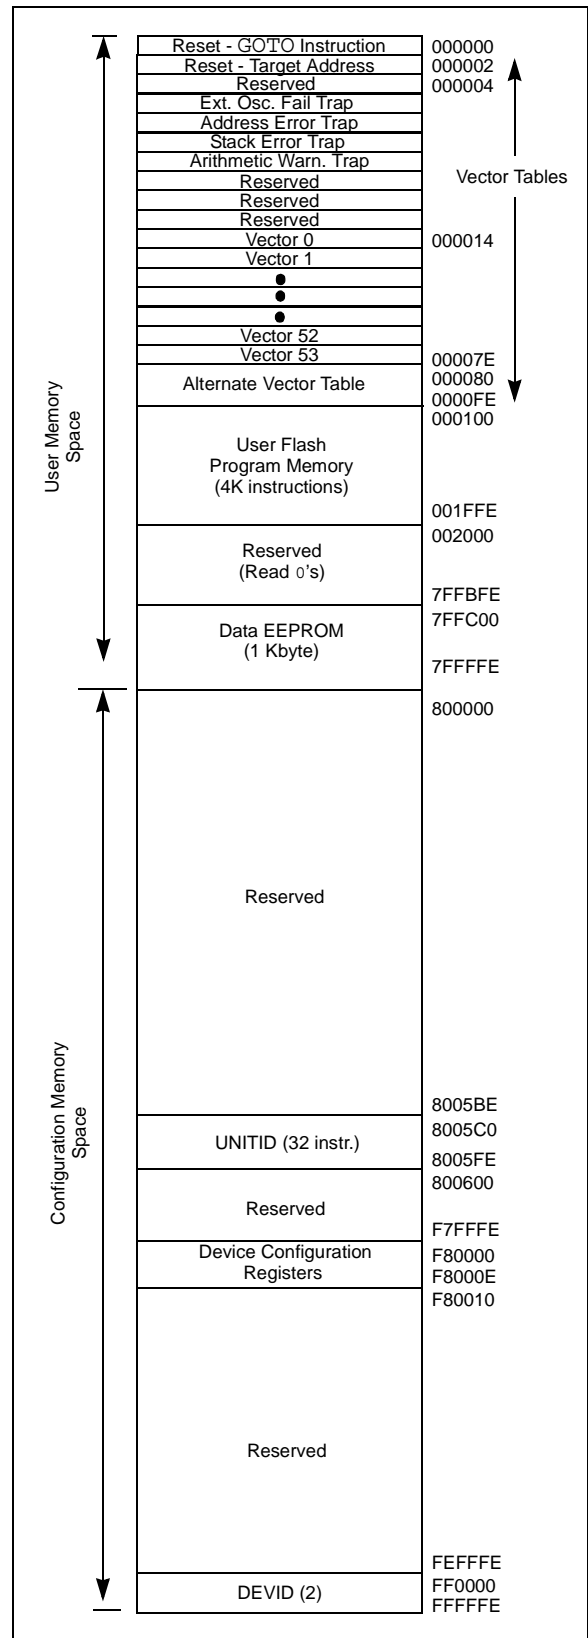 Reset - GOTO Instruction 000000
Reset - Target Address 000002
Reserved 000004
Ext. Osc. Fail Trap
Address Error Trap
Stack Error Trap
Arithmetic Warn. Trap
Reserved
Reserved
Reserved
Vector 0 000014
Vector 1
Vector 52
Vector 53 00007E
Alternate Vector Table 000080
0000FE
Vector Tables
000100
User Flash
Program Memory
(4K instructions)
001FFE
002000
Reserved
(Read 0's)
7FFBFE
7FFC00
Data EEPROM
(1 Kbyte)
7FFFFE
User Memory
Space
800000
Reserved
8005BE
8005C0
UNITID (32 instr.)
8005FE
800600
Reserved
F7FFFE
Device Configuration F80000
Registers F8000E
F80010
Reserved
FEFFFE
DEVID (2) FF0000
FFFFFE
Configuration Memory
Space